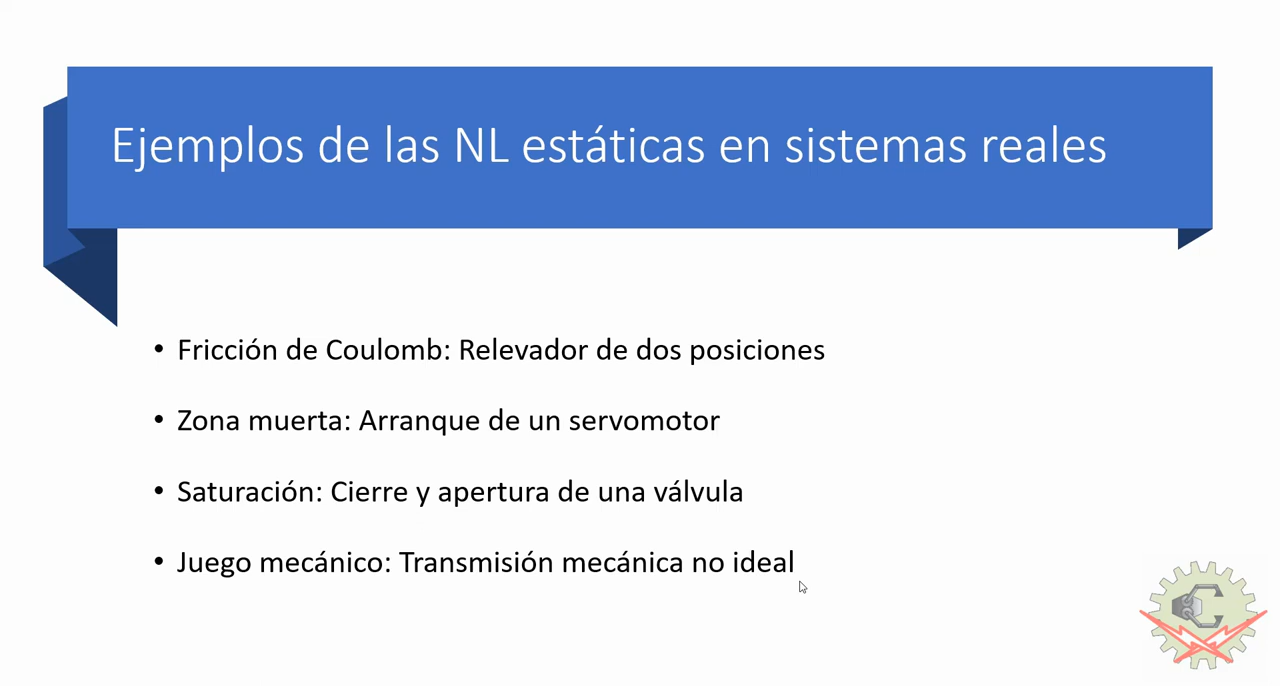 Ejemplos de las NL estáticas en sistemas reales
• Fricción de Coulomb: Relevador de dos posiciones
• Zona muerta: Arranque de un servomotor
• Saturación: Cierre y apertura de una válvula
• Juego mecánico: Transmisión mecánica no ideal